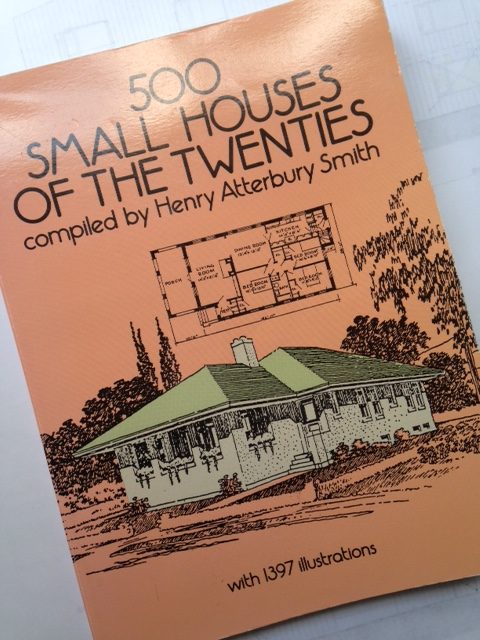 500
SMALL HOUSES
OF THE TWENTIES
compiled by Henry Atterbury Smith
PORCH
LIVING ROOM
DINING ROOM
KITCHEN
BED ROOM
BED ROOM
with 1397 illustrations